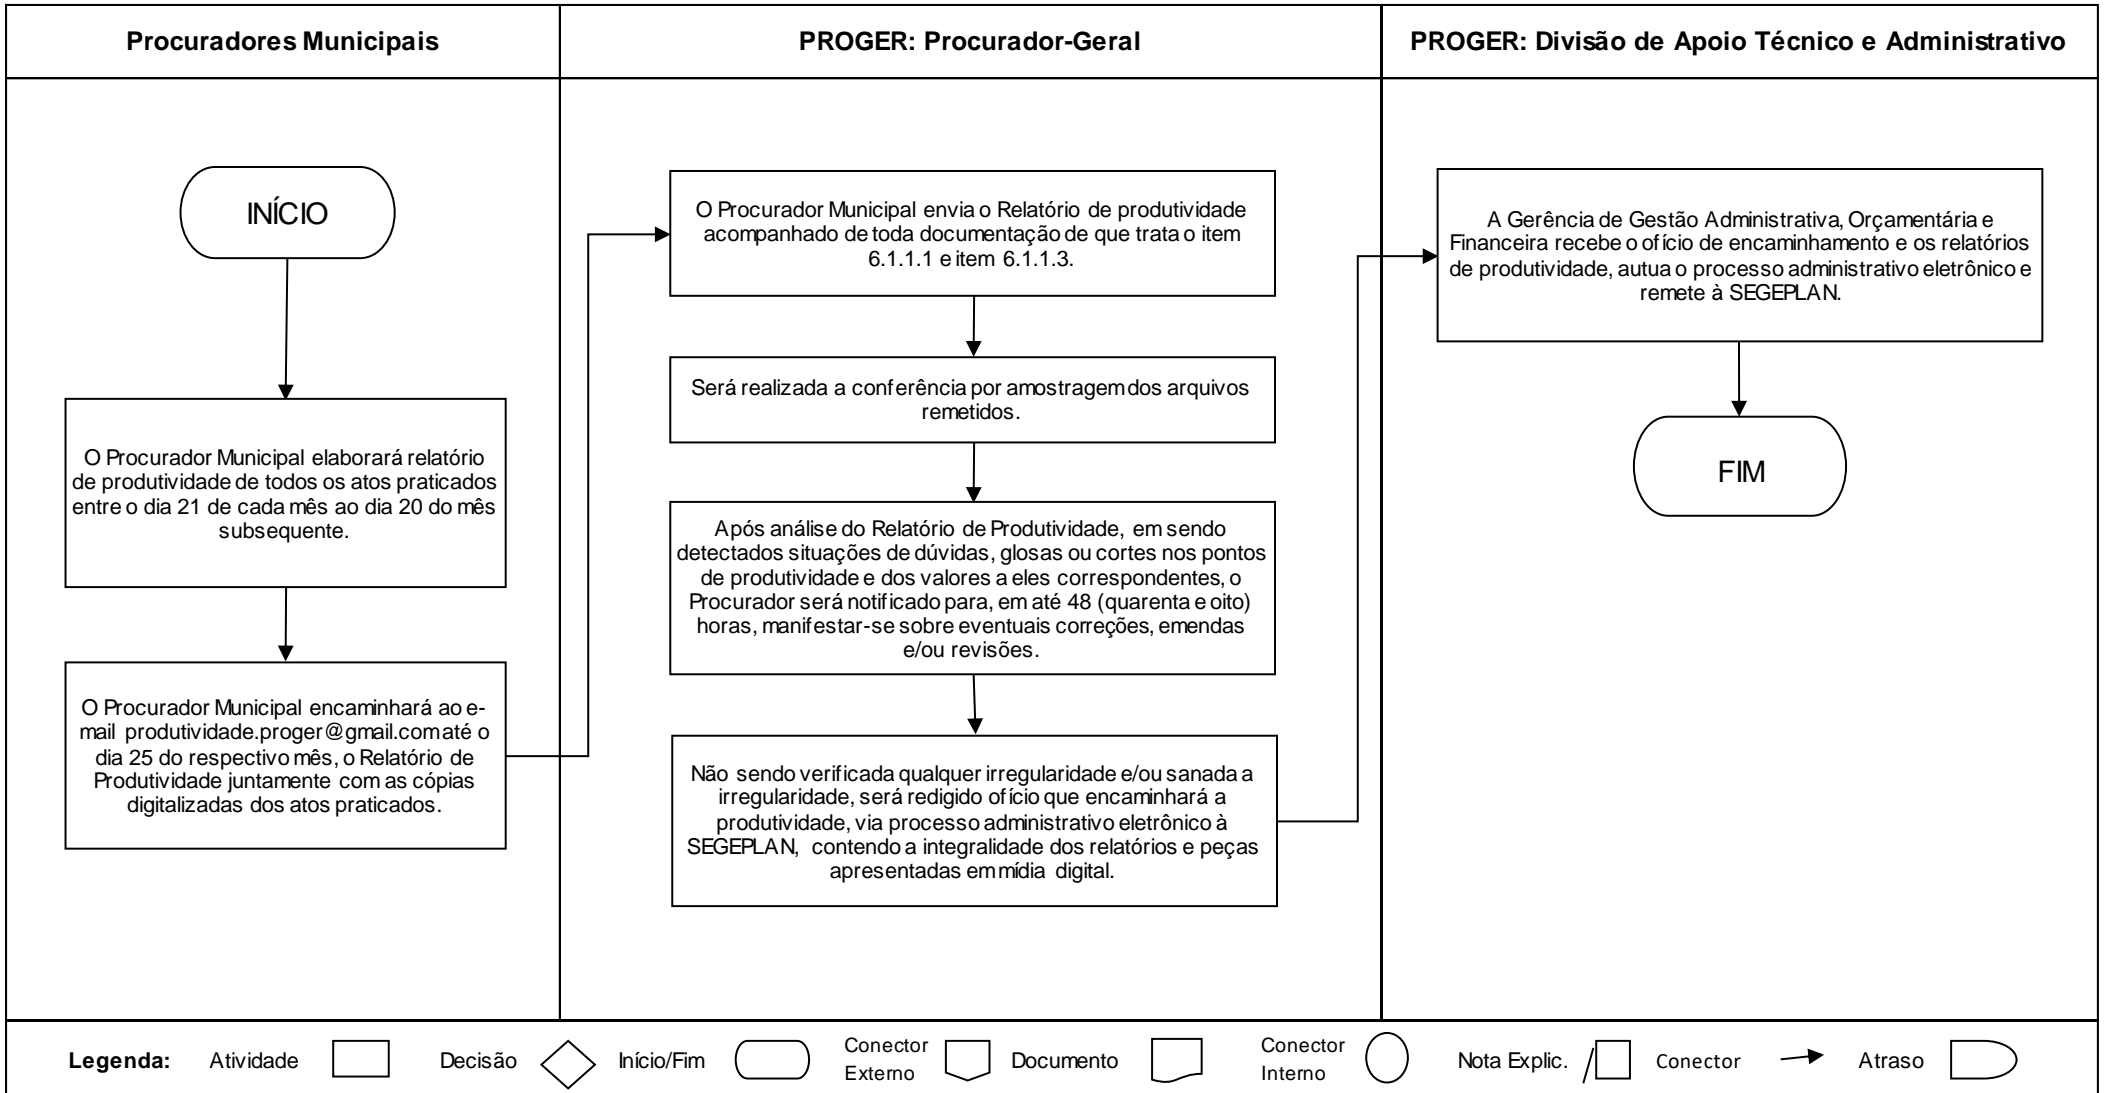 Procuradores Municipais
PROGER: Procurador-Geral
PROGER: Divisão de Apoio Técnico e Administrativo
INÍCIO
O Procurador Municipal elaborará relatório
de produtividade de todos os atos praticados
entre o dia 21 de cada mês ao dia 20 do mês
subsequente.
O Procurador Municipal encaminhará ao e-
mail produtividade.proger@gmail.com até o
dia 25 do respectivo mês, o Relatório de
Produtividade juntamente com as cópias
digitalizadas dos atos praticados.
O Procurador Municipal envia o Relatório de produtividade
acompanhado de toda documentação de que trata o item
6.1.1.1 e item 6.1.1.3.
Será realizada a conferência por amostragem dos arquivos
remetidos.
Após análise do Relatório de Produtividade, em sendo
detectados situações de dúvidas, glosas ou cortes nos pontos
de produtividade e dos valores a eles correspondentes, o
Procurador será notificado para, em até 48 (quarenta e oito)
horas, manifestar-se sobre eventuais correções, emendas
e/ou revisões.
Não sendo verificada qualquer irregularidade e/ou sanada a
irregularidade, será redigido ofício que encaminhará a
produtividade, via processo administrativo eletrônico à
SEGEPLAN, contendo a integralidade dos relatórios e peças
apresentadas em mídia digital.
A Gerência de Gestão Administrativa, Orçamentária e
Financeira recebe o ofício de encaminhamento e os relatórios
de produtividade, autua o processo administrativo eletrônico e
remete à SEGEPLAN.
FIM
Legenda:
Atividade
Decisão
Início/Fim
Conector
Externo
Documento
Conector
Interno
Nota Explic.
Conector
Atraso